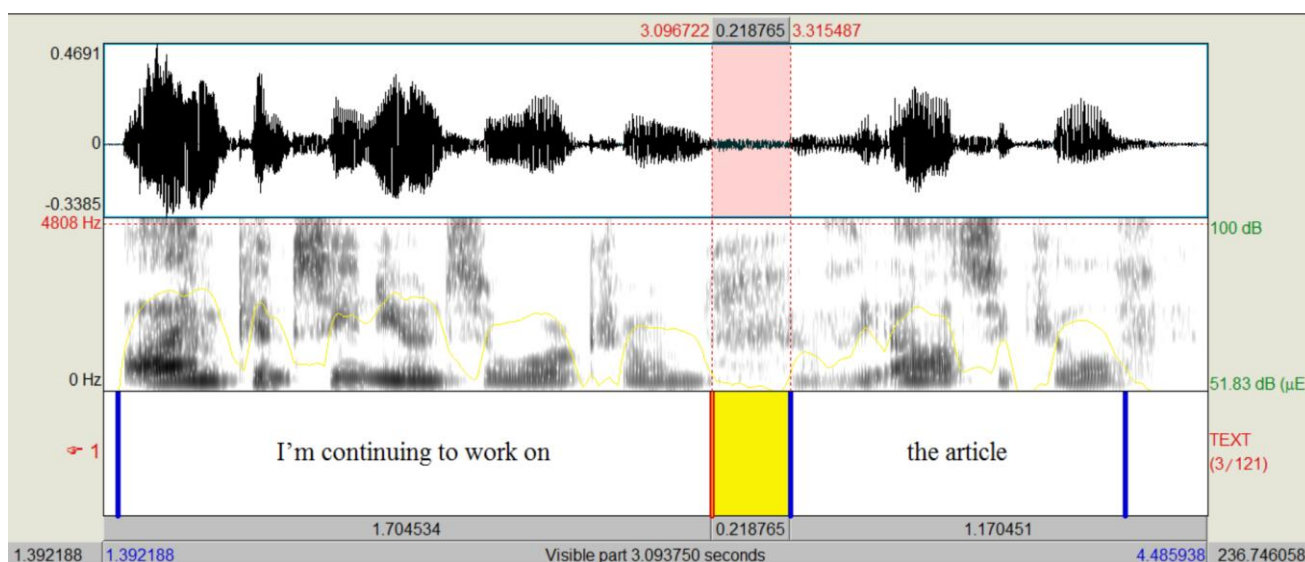 3.096722 0.218765 3.315487
0.4691
0
-0.3385
4808 Hz 100 dB
0 Hz 51.83 dB (µE
☞ 1 I'm continuing to work on the article TEXT
(3/121)
1.704534 0.218765 1.170451
1.392188 1.392188 Visible part 3.093750 seconds 4.485938 236.746058